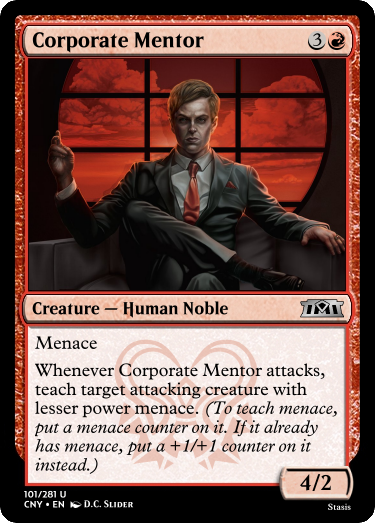 Corporate Mentor 3
Creature — Human Noble
Menace
Whenever Corporate Mentor attacks,
teach target attacking creature with
lesser power menace. (To teach menace,
put a menace counter on it. If it already
has menace, put a +1/+1 counter on it
instead.)
4/2
101/281 U
CNY • EN D.C. Slider
Stasis